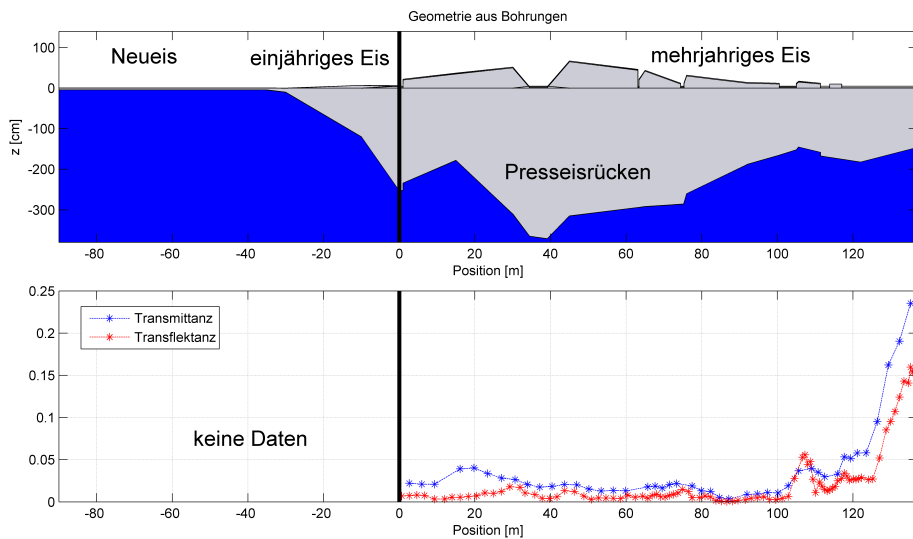 Geometrie aus Bohrungen
Neueis
einjähriges Eis
mehrjahriges Eis
Presseisrücken
z [cm]
100
0
-100
-200
-300
-80 -60 -40 -20 0 20 40 60 80 100 120
Position [m]
0.25
0.2
0.15
0.1
0.05
0
Transmittanz
Transflektanz
keine Daten
-80 -60 -40 -20 0 20 40 60 80 100 120
Position [m]